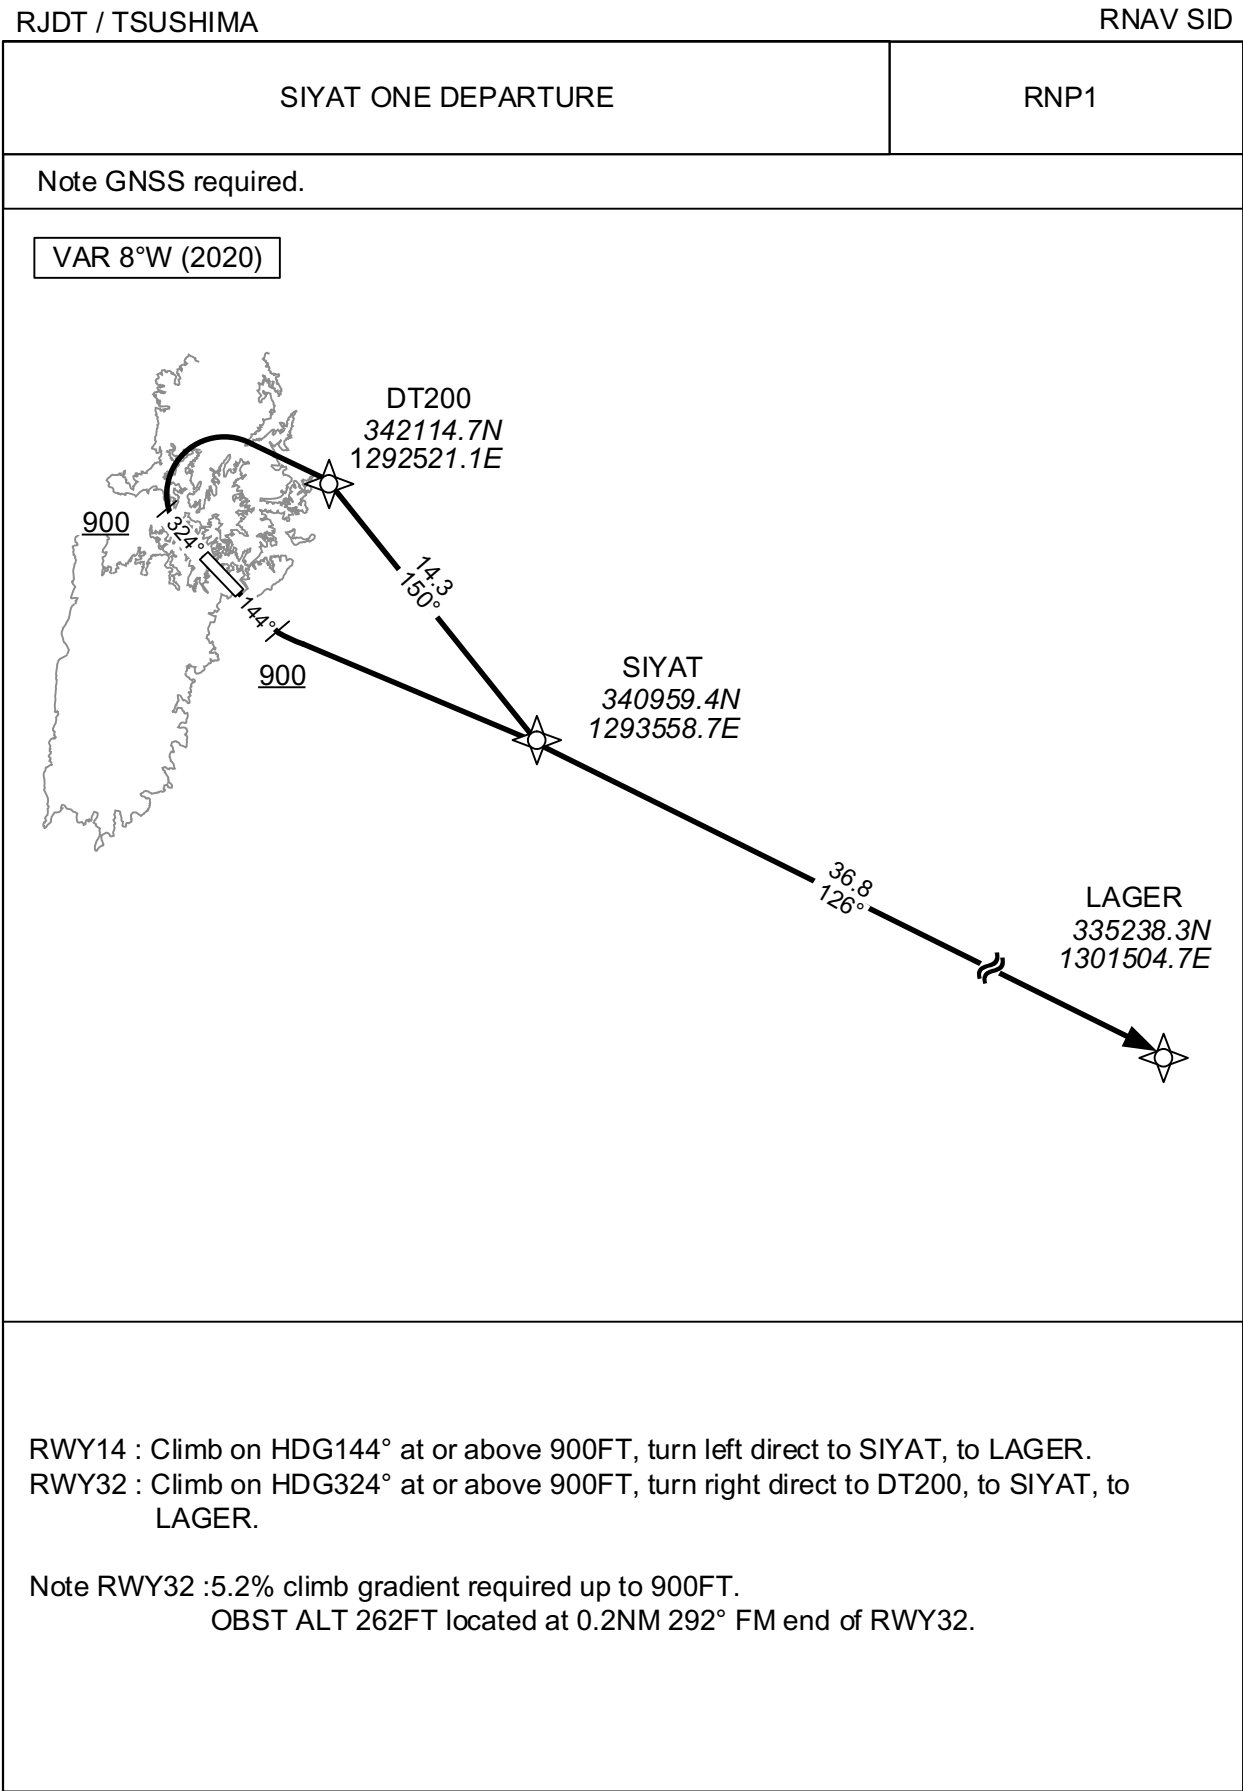 RJDT / TSUSHIMA
RNAV SID
SIYAT ONE DEPARTURE
RNP1
Note GNSS required.
VAR 8°W (2020)
DT200
342114.7N
1292521.1E
900
324°
144°
900
14.3
150°
SIYAT
340959.4N
1293558.7E
36.8
126°
LAGER
335238.3N
1301504.7E
RWY14 : Climb on HDG144° at or above 900FT, turn left direct to SIYAT, to LAGER.
RWY32 : Climb on HDG324° at or above 900FT, turn right direct to DT200, to SIYAT, to
LAGER.
Note RWY32 :5.2% climb gradient required up to 900FT.
OBST ALT 262FT located at 0.2NM 292° FM end of RWY32.